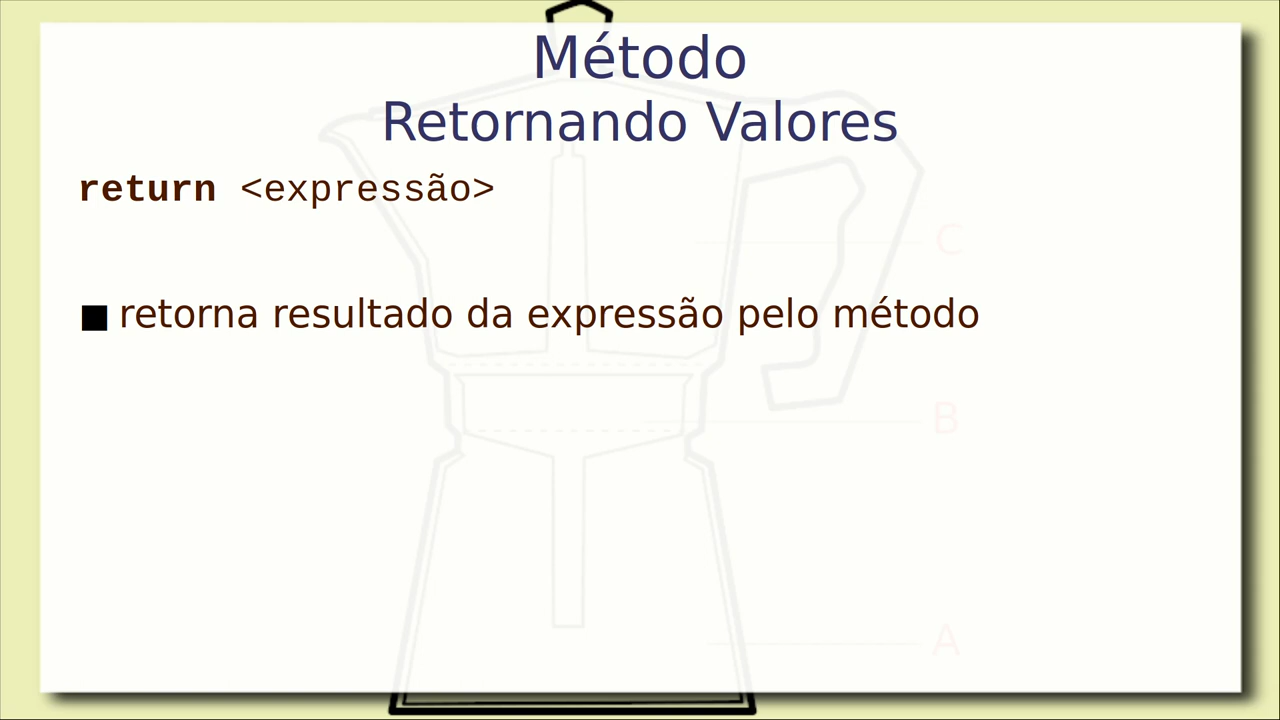 Método
Retornando Valores
return <expressão>
C
■ retorna resultado da expressão pelo método
B
A